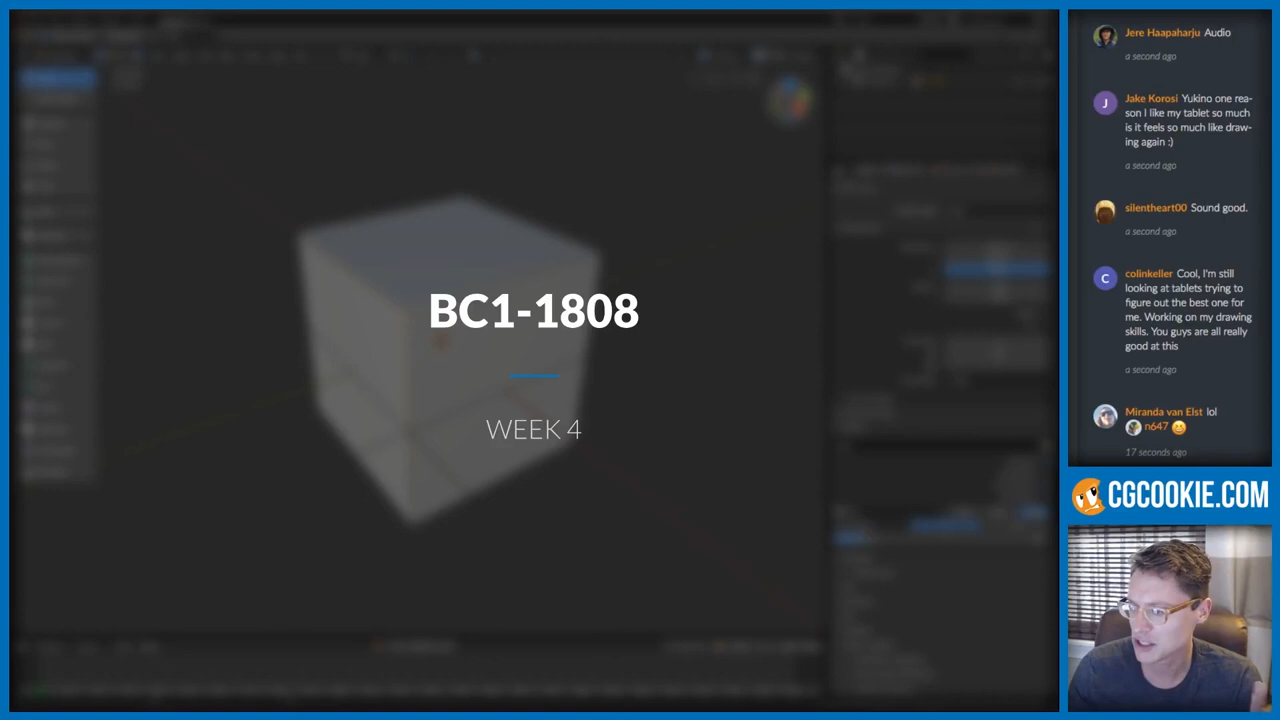 BC1-1808
WEEK 4
Jere Haapaharju Audio
a second ago
J
Jake Korosi Yukino one rea-
son I like my tablet so much
is it feels so much like draw-
ing again :)
a second ago
silentheart00 Sound good.
a second ago
C
colinkeller Cool, I'm still
looking at tablets trying to
figure out the best one for
me. Working on my drawing
skills. You guys are all really
good at this
a second ago
Miranda van Elst lol
n647 😆
17 seconds ago
CGCOOKIE.COM